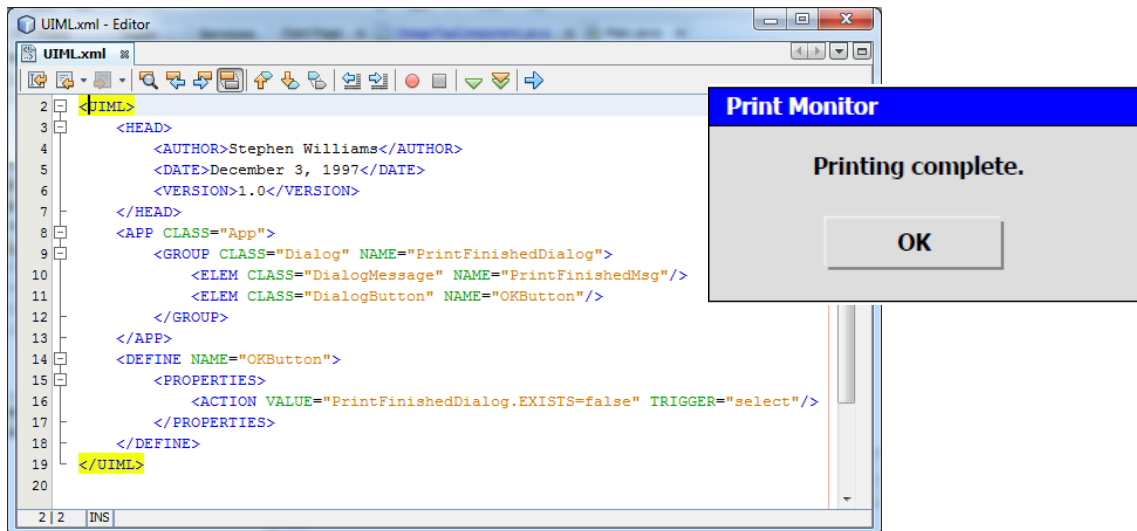 UIML.xml - Editor
UIML.xml
2 <UIML>
3 <HEAD>
4 <AUTHOR>Stephen Williams</AUTHOR>
5 <DATE>December 3, 1997</DATE>
6 <VERSION>1.0</VERSION>
7 </HEAD>
8 <APP CLASS="App">
9 <GROUP CLASS="Dialog" NAME="PrintFinishedDialog">
10 <ELEM CLASS="DialogMessage" NAME="PrintFinishedMsg"/>
11 <ELEM CLASS="DialogButton" NAME="OKButton"/>
12 </GROUP>
13 </APP>
14 <DEFINE NAME="OKButton">
15 <PROPERTIES>
16 <ACTION VALUE="PrintFinishedDialog.EXISTS=false" TRIGGER="select"/>
17 </PROPERTIES>
18 </DEFINE>
19 </UIML>
20
2 | 2 INS
Print Monitor
Printing complete.
OK